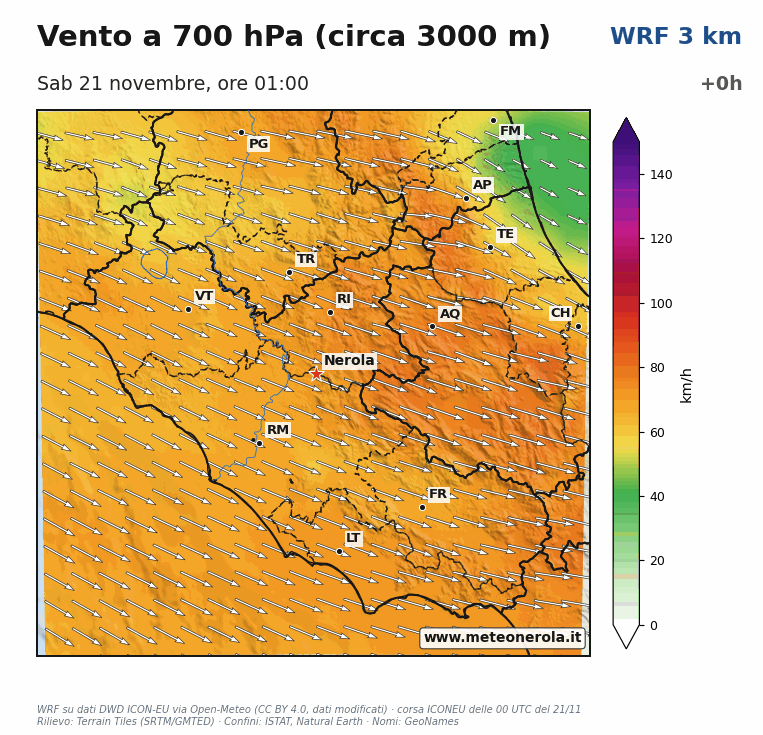 Vento a 700 hPa (circa 3000 m)
WRF 3 km
Sab 21 novembre, ore 01:00
+0h
FM
PG
AP
TE
TR
VT
RI
AQ
CH
Nerola
RM
FR
LT
www.meteonerola.it
140
120
100
80
60
40
20
0
km/h
WRF su dati DWD ICON-EU via Open-Meteo (CC BY 4.0, dati modificati) · corsa ICONEU delle 00 UTC del 21/11
Rilievo: Terrain Tiles (SRTM/GMTED) · Confini: ISTAT, Natural Earth · Nomi: GeoNames